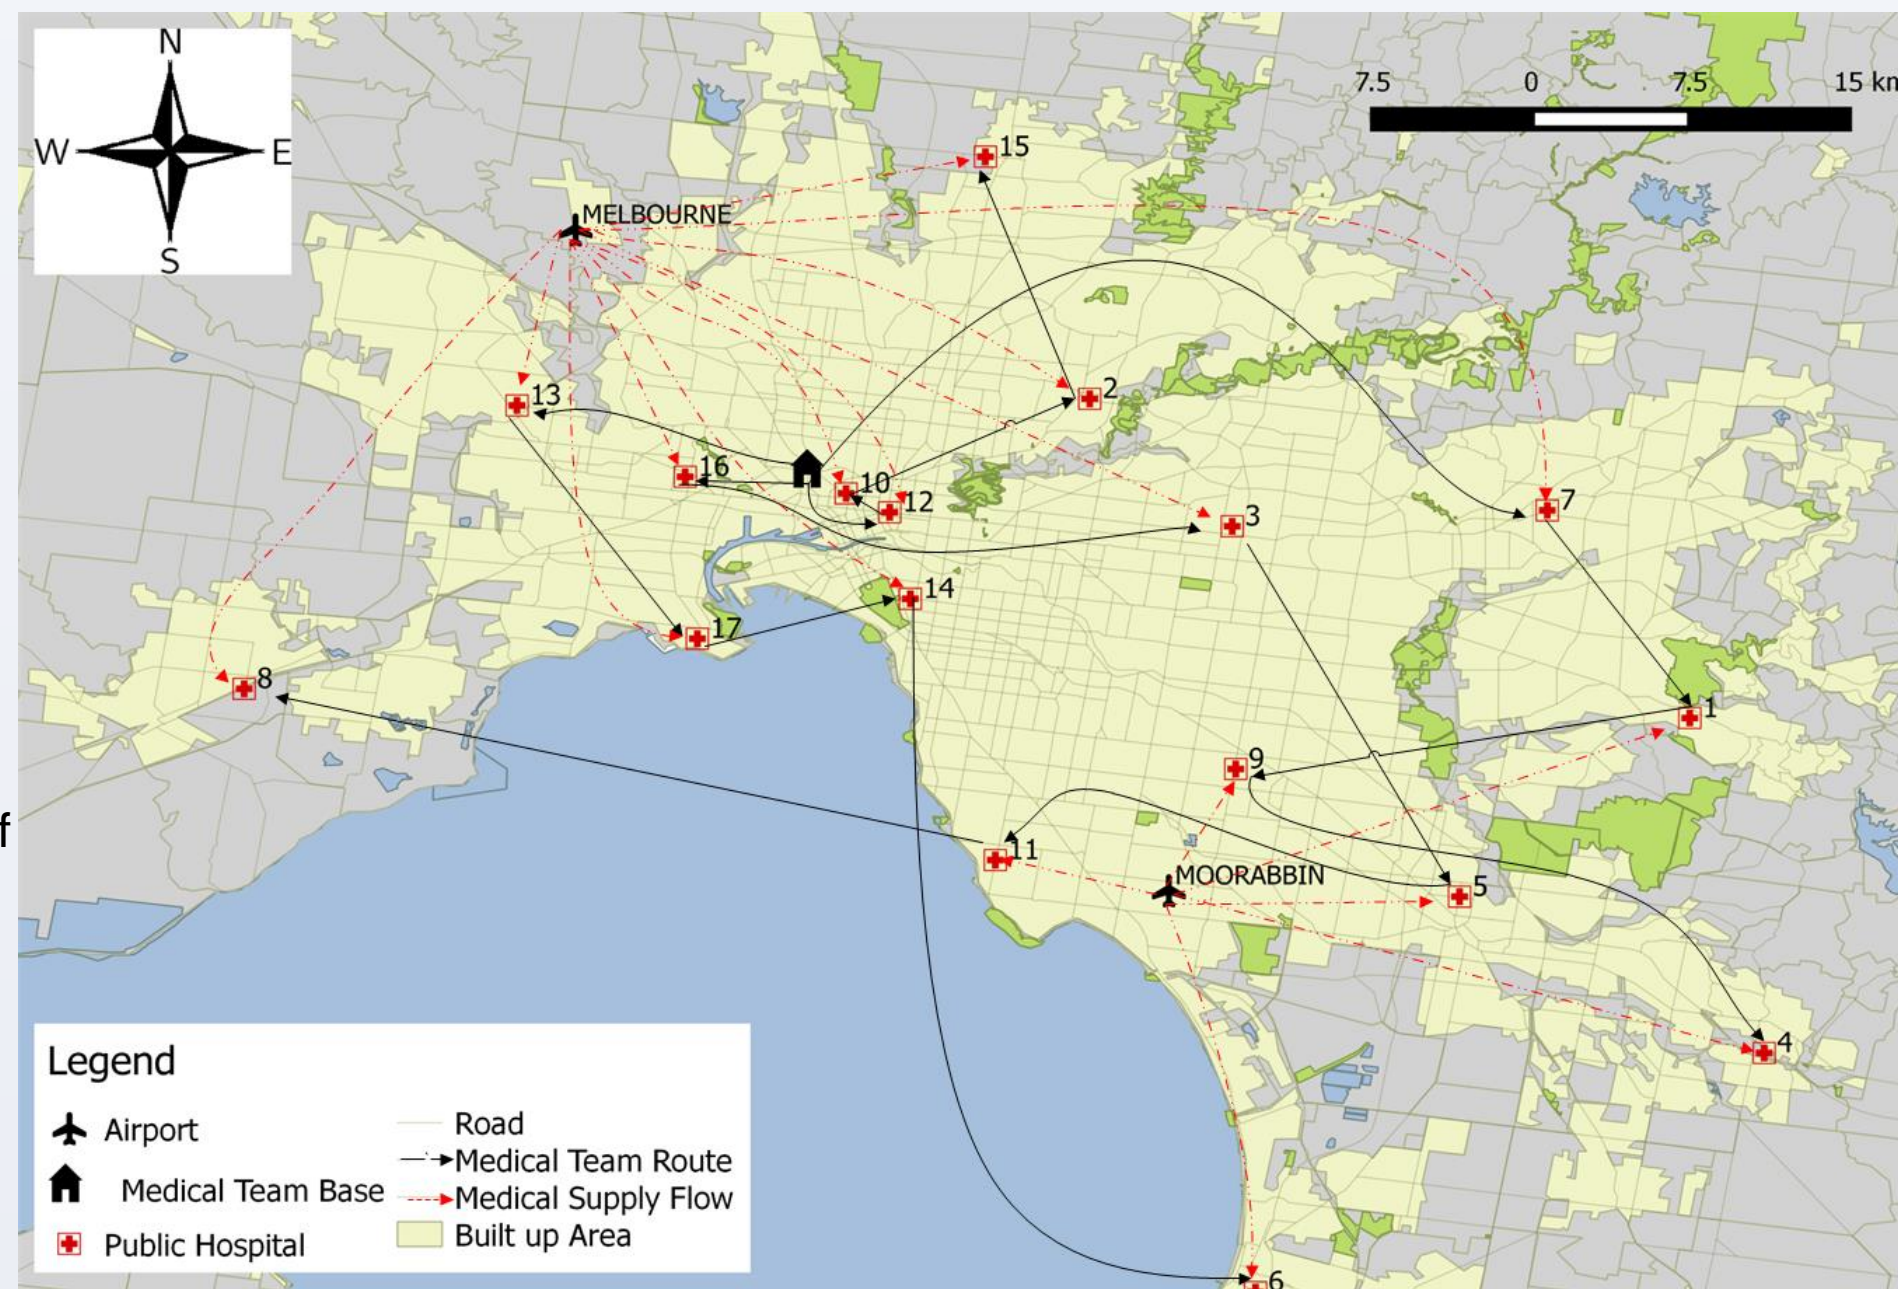 N
7.5 0 7.5 15 km
W E
15
S
MELBOURNE
13
2
16
10
12
3
7
14
17
8
1
9
f
11
MOORABBIN
5
4
Legend
Airport
Medical Team Base
Public Hospital
Road
Medical Team Route
Medical Supply Flow
Built up Area
6